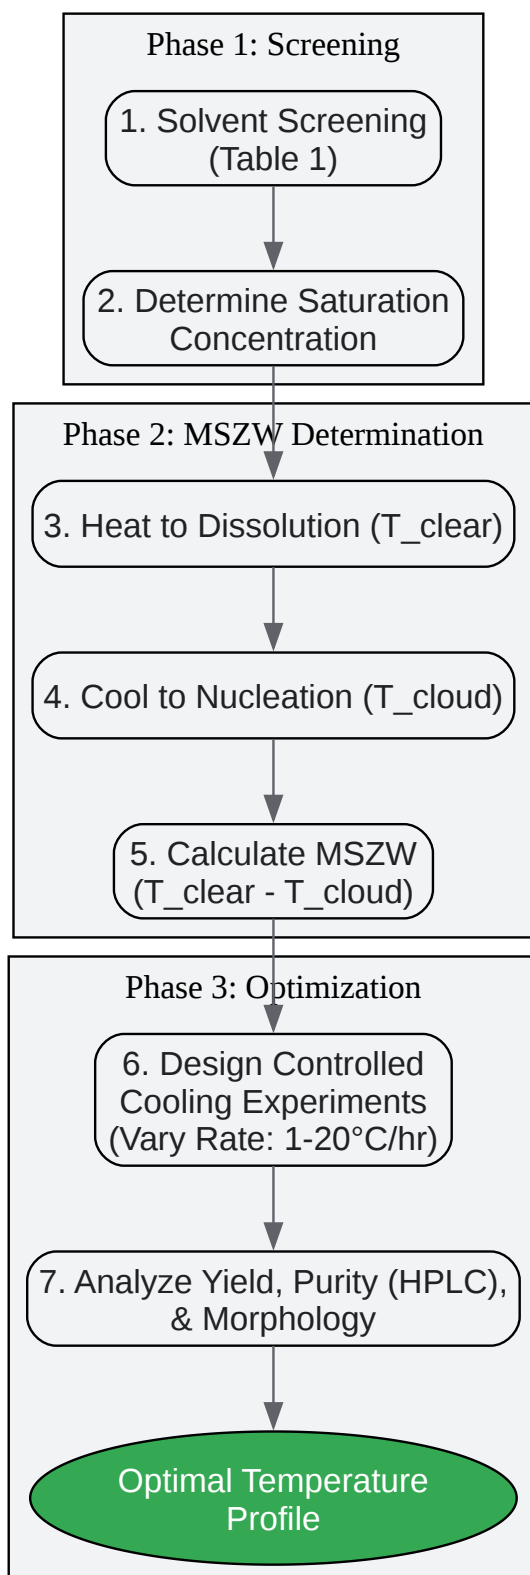 Phase 1: Screening
1. Solvent Screening
(Table 1)
2. Determine Saturation
Concentration
Phase 2: MSZW Determination
3. Heat to Dissolution (T_clear)
4. Cool to Nucleation (T_cloud)
5. Calculate MSZW
(T_clear - T_cloud)
Phase 3: Optimization
6. Design Controlled
Cooling Experiments
(Vary Rate: 1-20°C/hr)
7. Analyze Yield, Purity (HPLC),
& Morphology
Optimal Temperature
Profile